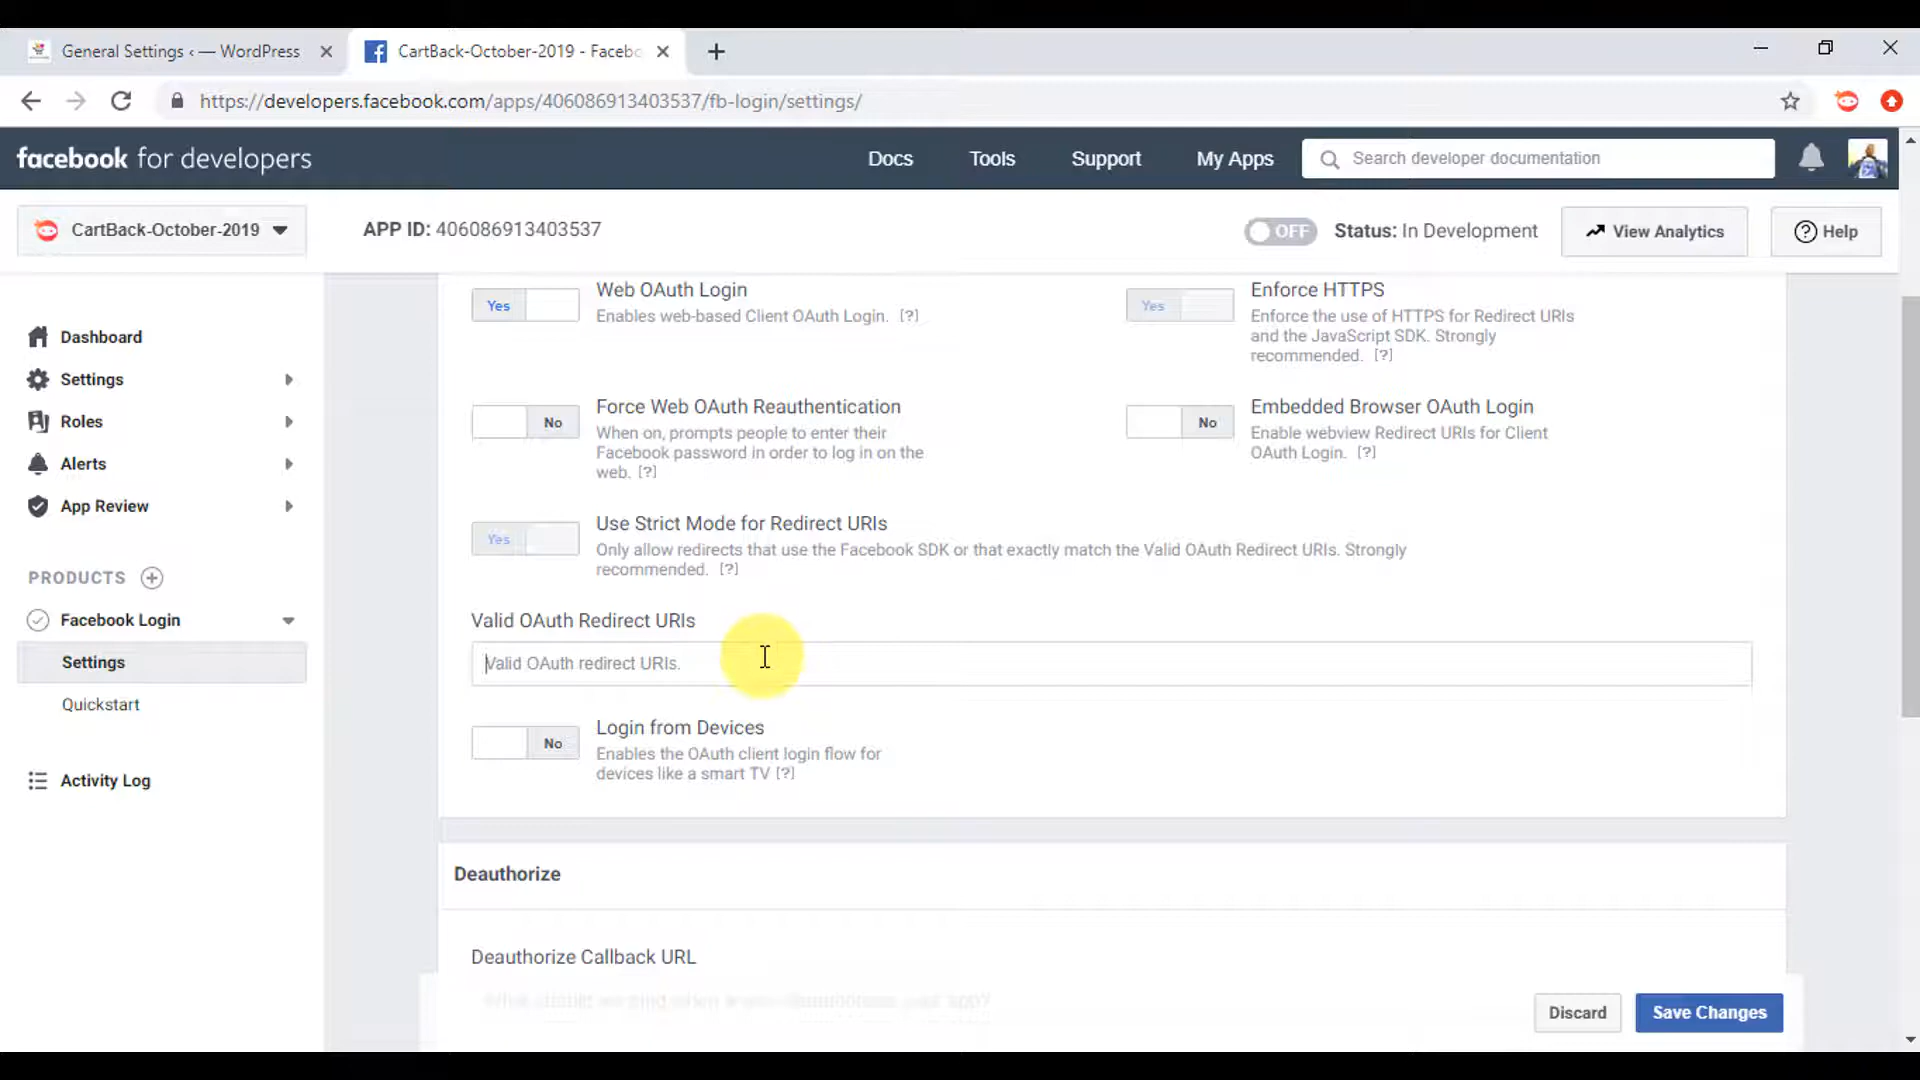 General Settings ‹ — WordPress
CartBack-October-2019 - Facebo
https://developers.facebook.com/apps/406086913403537/fb-login/settings/
facebook for developers
Docs
Tools
Support
My Apps
Search developer documentation
CartBack-October-2019
APP ID: 406086913403537
OFF
Status: In Development
View Analytics
Help
Dashboard
Settings
Roles
Alerts
App Review
PRODUCTS
Facebook Login
Settings
Quickstart
Activity Log
Yes
Web OAuth Login
Enables web-based Client OAuth Login. [?]
Yes
Enforce HTTPS
Enforce the use of HTTPS for Redirect URIs
and the JavaScript SDK. Strongly
recommended. [?]
No
Force Web OAuth Reauthentication
When on, prompts people to enter their
Facebook password in order to log in on the
web. [?]
No
Embedded Browser OAuth Login
Enable webview Redirect URIs for Client
OAuth Login. [?]
Yes
Use Strict Mode for Redirect URIs
Only allow redirects that use the Facebook SDK or that exactly match the Valid OAuth Redirect URIs. Strongly
recommended. [?]
Valid OAuth Redirect URIs
Valid OAuth redirect URIs.
No
Login from Devices
Enables the OAuth client login flow for
devices like a smart TV [?]
Deauthorize
Deauthorize Callback URL
Discard
Save Changes